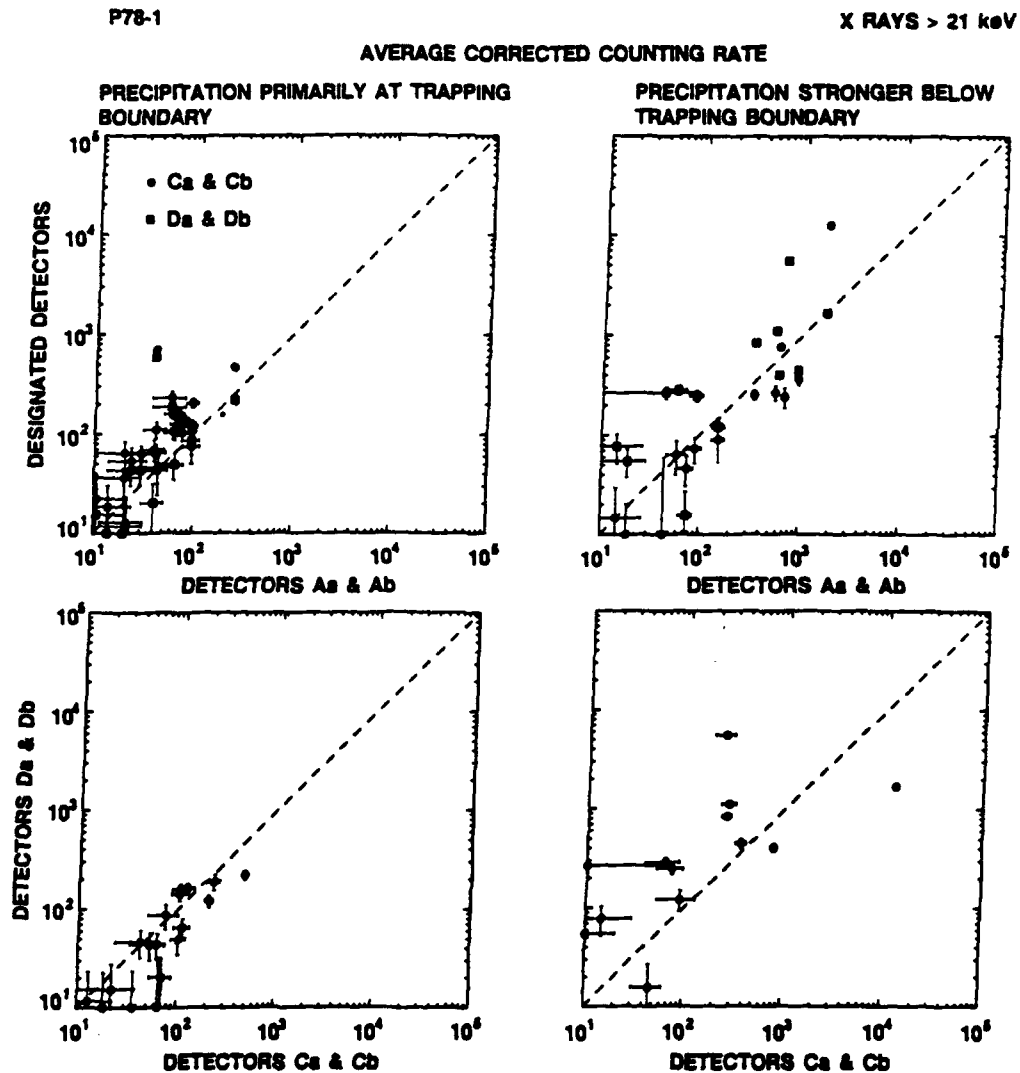 P78-1
X RAYS > 21 keV
AVERAGE CORRECTED COUNTING RATE
PRECIPITATION PRIMARILY AT TRAPPING
BOUNDARY
PRECIPITATION STRONGER BELOW
TRAPPING BOUNDARY
10⁵
• Ca & Cb
■ Da & Db
10⁴
10³
10²
10¹
DESIGNATED DETECTORS
10¹ 10² 10³ 10⁴ 10⁵
DETECTORS Aa & Ab
10¹ 10² 10³ 10⁴ 10⁵
DETECTORS Aa & Ab
10⁵
10⁴
10³
10²
10¹
DETECTORS Da & Db
10¹ 10² 10³ 10⁴ 10⁵
DETECTORS Ca & Cb
10¹ 10² 10³ 10⁴ 10⁵
DETECTORS Ca & Cb